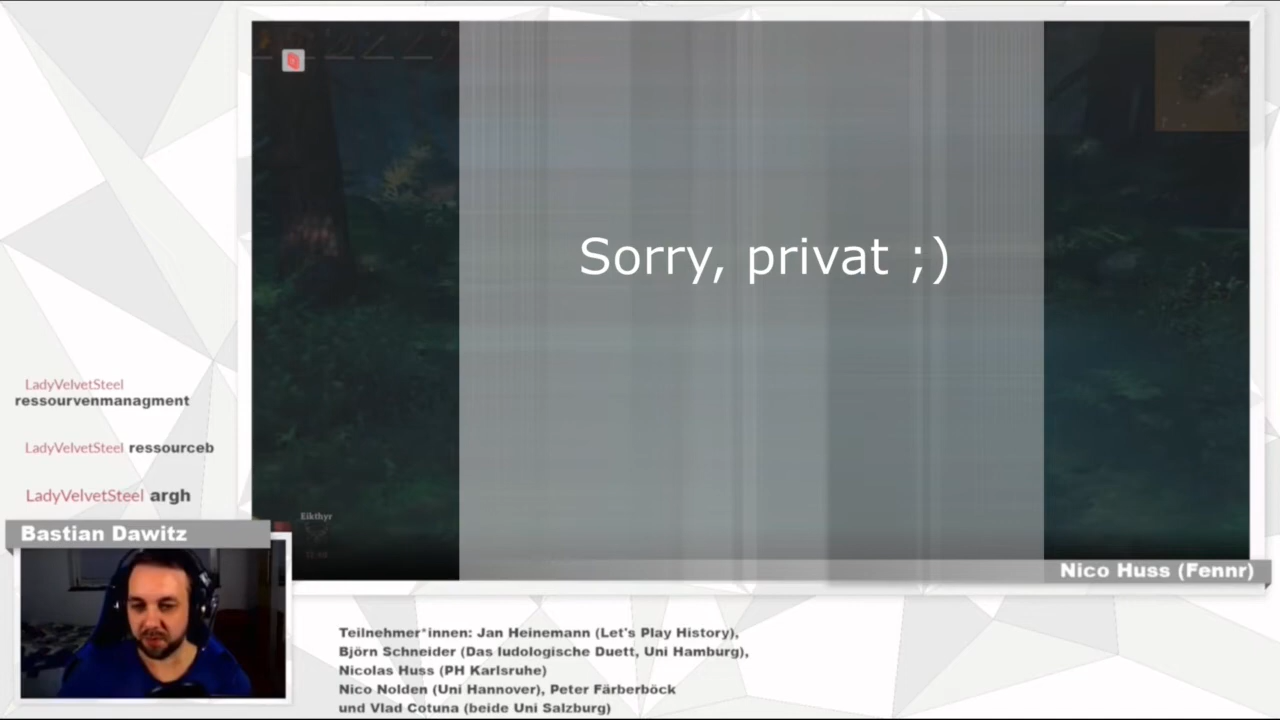 Sorry, privat ;)
LadyVelvetSteel
ressourvenmanagment
LadyVelvetSteel ressourceb
LadyVelvetSteel argh
Eikthyr
Bastian Dawitz
Nico Huss (Fennr)
Teilnehmer*innen: Jan Heinemann (Let's Play History),
Björn Schneider (Das ludologische Duett, Uni Hamburg),
Nicolas Huss (PH Karlsruhe)
Nico Nolden (Uni Hannover), Peter Färberböck
und Vlad Cotuna (beide Uni Salzburg)